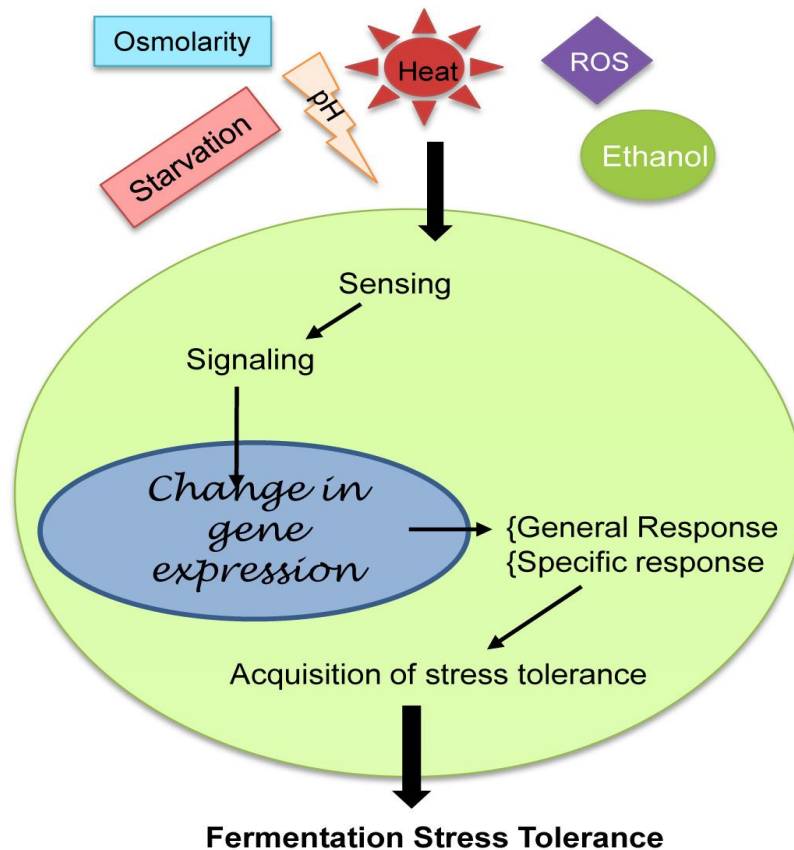 Osmolarity
pH
Heat
ROS
Starvation
Ethanol
Sensing
Signaling
Change in
gene
expression
{General Response
{Specific response
Acquisition of stress tolerance
Fermentation Stress Tolerance